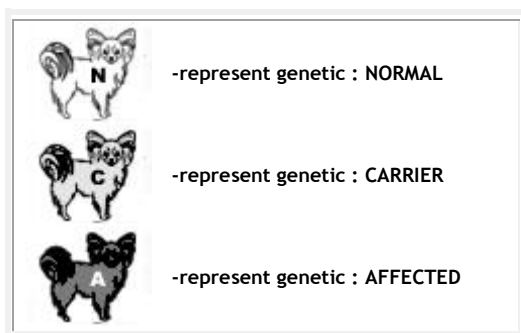 N -represent genetic : NORMAL
C -represent genetic : CARRIER
A -represent genetic : AFFECTED